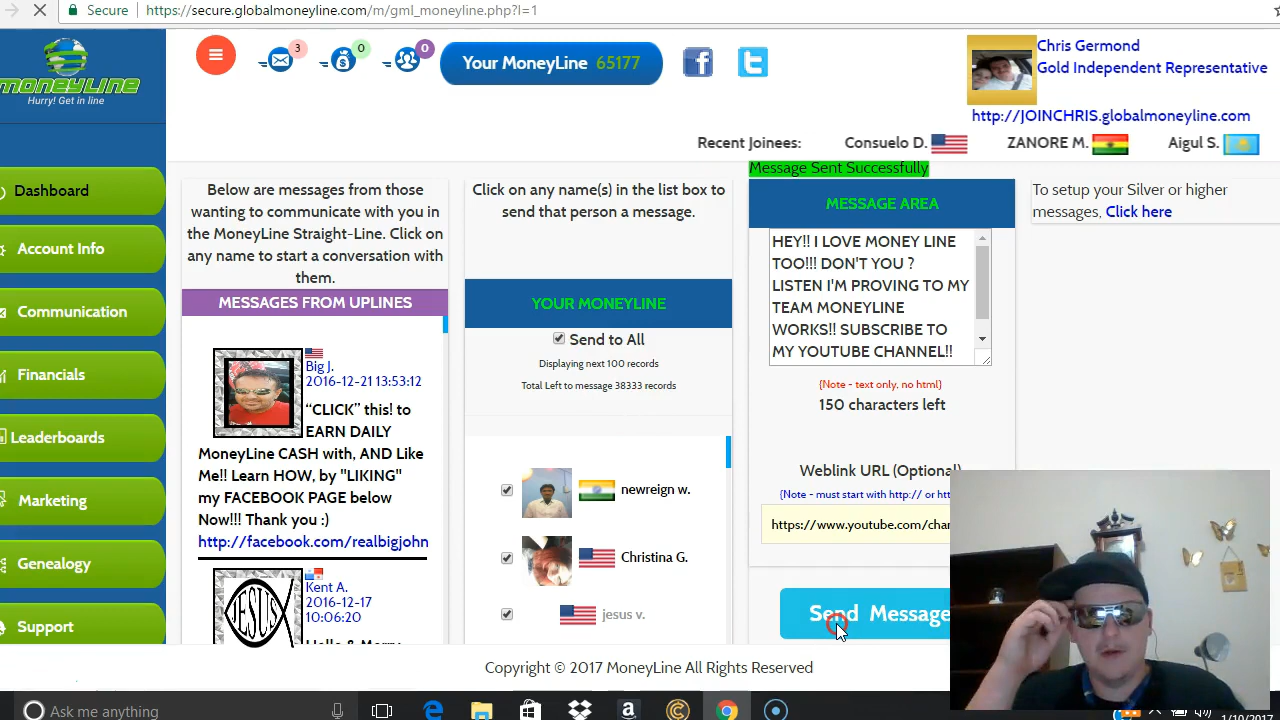 Secure
https://secure.globalmoneyline.com/m/gml_moneyline.php?l=1
MONEYLINE
Hurry! Get in line
3
0
0
Your MoneyLine 65177
Chris Germond
Gold Independent Representative
http://JOINCHRIS.globalmoneyline.com
Recent Joinees:
Consuelo D.
ZANORE M.
Aigul S.
Dashboard
Account Info
Communication
Financials
Leaderboards
Marketing
Genealogy
Support
Below are messages from those
wanting to communicate with you in
the MoneyLine Straight-Line. Click on
any name to start a conversation with
them.
MESSAGES FROM UPLINES
Big J.
2016-12-21 13:53:12
“CLICK” this! to
EARN DAILY
MoneyLine CASH with, AND Like
Me!! Learn HOW, by "LIKING"
my FACEBOOK PAGE below
Now!!! Thank you :)
http://facebook.com/realbigjohn
JESUS
Kent A.
2016-12-17
10:06:20
Click on any name(s) in the list box to
send that person a message.
YOUR MONEYLINE
Send to All
Displaying next 100 records
Total Left to message 38333 records
newreign w.
Christina G.
jesus v.
Message Sent Successfully
MESSAGE AREA
HEY!! I LOVE MONEY LINE
TOO!!! DON'T YOU ?
LISTEN I'M PROVING TO MY
TEAM MONEYLINE
WORKS!! SUBSCRIBE TO
MY YOUTUBE CHANNEL!!
{Note - text only, no html}
150 characters left
Weblink URL (Optional)
{Note - must start with http:// or htt
https://www.youtube.com/char
Send Message
To setup your Silver or higher
messages, Click here
Copyright © 2017 MoneyLine All Rights Reserved
Ask me anything
1/10/2017